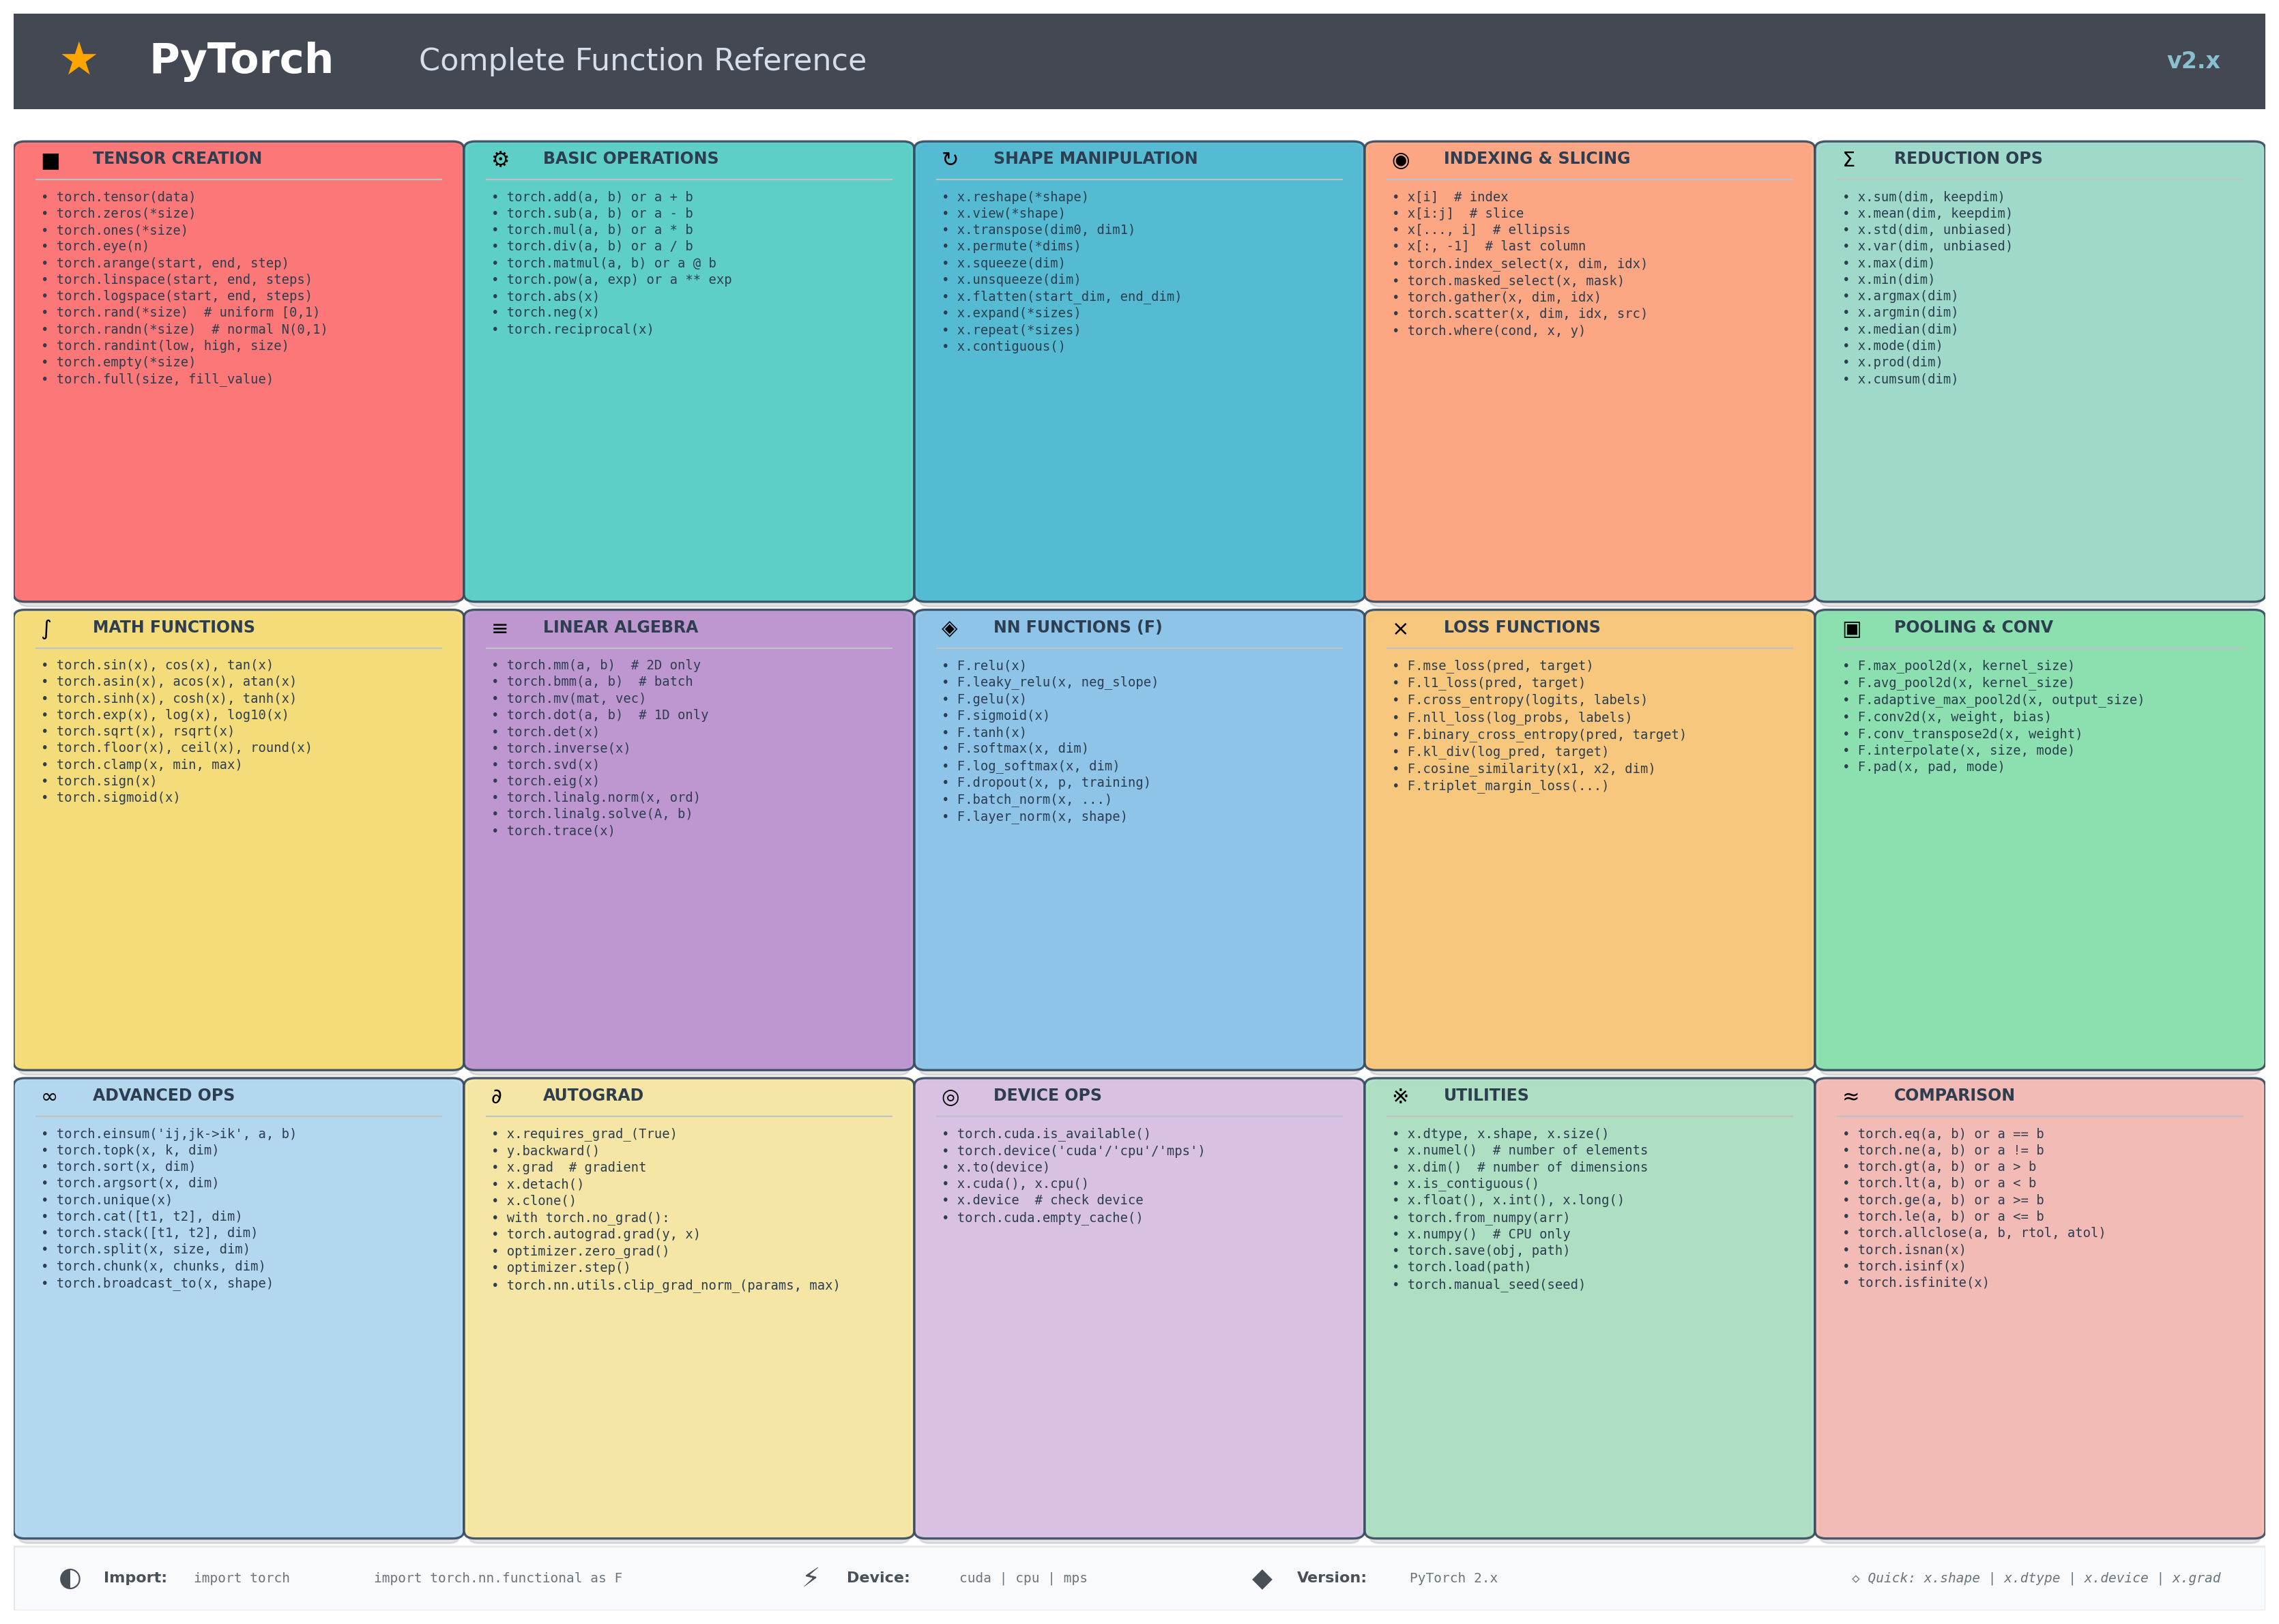 ★ PyTorch Complete Function Reference v2.x
■ TENSOR CREATION
• torch.tensor(data)
• torch.zeros(*size)
• torch.ones(*size)
• torch.eye(n)
• torch.arange(start, end, step)
• torch.linspace(start, end, steps)
• torch.logspace(start, end, steps)
• torch.rand(*size)  # uniform [0,1)
• torch.randn(*size)  # normal N(0,1)
• torch.randint(low, high, size)
• torch.empty(*size)
• torch.full(size, fill_value)
⚙ BASIC OPERATIONS
• torch.add(a, b) or a + b
• torch.sub(a, b) or a - b
• torch.mul(a, b) or a * b
• torch.div(a, b) or a / b
• torch.matmul(a, b) or a @ b
• torch.pow(a, exp) or a ** exp
• torch.abs(x)
• torch.neg(x)
• torch.reciprocal(x)
↻ SHAPE MANIPULATION
• x.reshape(*shape)
• x.view(*shape)
• x.transpose(dim0, dim1)
• x.permute(*dims)
• x.squeeze(dim)
• x.unsqueeze(dim)
• x.flatten(start_dim, end_dim)
• x.expand(*sizes)
• x.repeat(*sizes)
• x.contiguous()
◉ INDEXING & SLICING
• x[i]  # index
• x[i:j]  # slice
• x[..., i]  # ellipsis
• x[:, -1]  # last column
• torch.index_select(x, dim, idx)
• torch.masked_select(x, mask)
• torch.gather(x, dim, idx)
• torch.scatter(x, dim, idx, src)
• torch.where(cond, x, y)
Σ REDUCTION OPS
• x.sum(dim, keepdim)
• x.mean(dim, keepdim)
• x.std(dim, unbiased)
• x.var(dim, unbiased)
• x.max(dim)
• x.min(dim)
• x.argmax(dim)
• x.argmin(dim)
• x.median(dim)
• x.mode(dim)
• x.prod(dim)
• x.cumsum(dim)
∫ MATH FUNCTIONS
• torch.sin(x), cos(x), tan(x)
• torch.asin(x), acos(x), atan(x)
• torch.sinh(x), cosh(x), tanh(x)
• torch.exp(x), log(x), log10(x)
• torch.sqrt(x), rsqrt(x)
• torch.floor(x), ceil(x), round(x)
• torch.clamp(x, min, max)
• torch.sign(x)
• torch.sigmoid(x)
≡ LINEAR ALGEBRA
• torch.mm(a, b)  # 2D only
• torch.bmm(a, b)  # batch
• torch.mv(mat, vec)
• torch.dot(a, b)  # 1D only
• torch.det(x)
• torch.inverse(x)
• torch.svd(x)
• torch.eig(x)
• torch.linalg.norm(x, ord)
• torch.linalg.solve(A, b)
• torch.trace(x)
◈ NN FUNCTIONS (F)
• F.relu(x)
• F.leaky_relu(x, neg_slope)
• F.gelu(x)
• F.sigmoid(x)
• F.tanh(x)
• F.softmax(x, dim)
• F.log_softmax(x, dim)
• F.dropout(x, p, training)
• F.batch_norm(x, ...)
• F.layer_norm(x, shape)
× LOSS FUNCTIONS
• F.mse_loss(pred, target)
• F.l1_loss(pred, target)
• F.cross_entropy(logits, labels)
• F.nll_loss(log_probs, labels)
• F.binary_cross_entropy(pred, target)
• F.kl_div(log_pred, target)
• F.cosine_similarity(x1, x2, dim)
• F.triplet_margin_loss(...)
▣ POOLING & CONV
• F.max_pool2d(x, kernel_size)
• F.avg_pool2d(x, kernel_size)
• F.adaptive_max_pool2d(x, output_size)
• F.conv2d(x, weight, bias)
• F.conv_transpose2d(x, weight)
• F.interpolate(x, size, mode)
• F.pad(x, pad, mode)
∞ ADVANCED OPS
• torch.einsum('ij,jk->ik', a, b)
• torch.topk(x, k, dim)
• torch.sort(x, dim)
• torch.argsort(x, dim)
• torch.unique(x)
• torch.cat([t1, t2], dim)
• torch.stack([t1, t2], dim)
• torch.split(x, size, dim)
• torch.chunk(x, chunks, dim)
• torch.broadcast_to(x, shape)
∂ AUTOGRAD
• x.requires_grad_(True)
• y.backward()
• x.grad  # gradient
• x.detach()
• x.clone()
• with torch.no_grad():
• torch.autograd.grad(y, x)
• optimizer.zero_grad()
• optimizer.step()
• torch.nn.utils.clip_grad_norm_(params, max)
◎ DEVICE OPS
• torch.cuda.is_available()
• torch.device('cuda'/'cpu'/'mps')
• x.to(device)
• x.cuda(), x.cpu()
• x.device  # check device
• torch.cuda.empty_cache()
※ UTILITIES
• x.dtype, x.shape, x.size()
• x.numel()  # number of elements
• x.dim()  # number of dimensions
• x.is_contiguous()
• x.float(), x.int(), x.long()
• torch.from_numpy(arr)
• x.numpy()  # CPU only
• torch.save(obj, path)
• torch.load(path)
• torch.manual_seed(seed)
≈ COMPARISON
• torch.eq(a, b) or a == b
• torch.ne(a, b) or a != b
• torch.gt(a, b) or a > b
• torch.lt(a, b) or a < b
• torch.ge(a, b) or a >= b
• torch.le(a, b) or a <= b
• torch.allclose(a, b, rtol, atol)
• torch.isnan(x)
• torch.isinf(x)
• torch.isfinite(x)
◐ Import: import torch import torch.nn.functional as F ⚡ Device: cuda | cpu | mps ◆ Version: PyTorch 2.x ◇ Quick: x.shape | x.dtype | x.device | x.grad